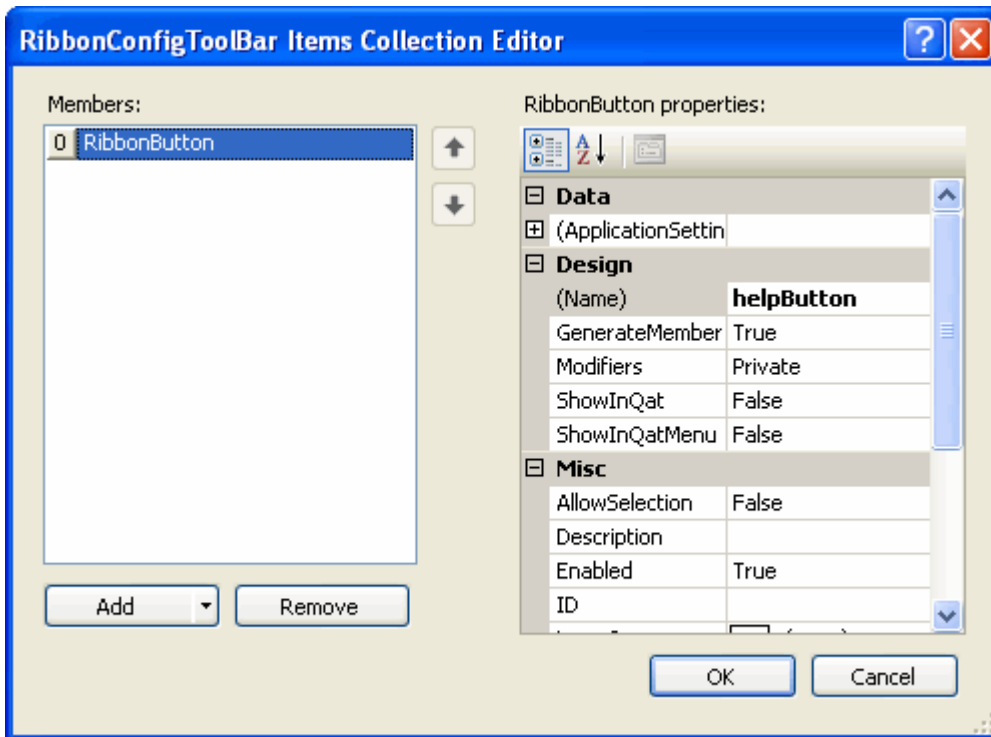 RibbonConfigToolBar Items Collection Editor
Members:
0 RibbonButton
Add
Remove
RibbonButton properties:
Data
(ApplicationSettin
Design
(Name) helpButton
GenerateMember True
Modifiers Private
ShowInQat False
ShowInQatMenu False
Misc
AllowSelection False
Description
Enabled True
ID
OK
Cancel